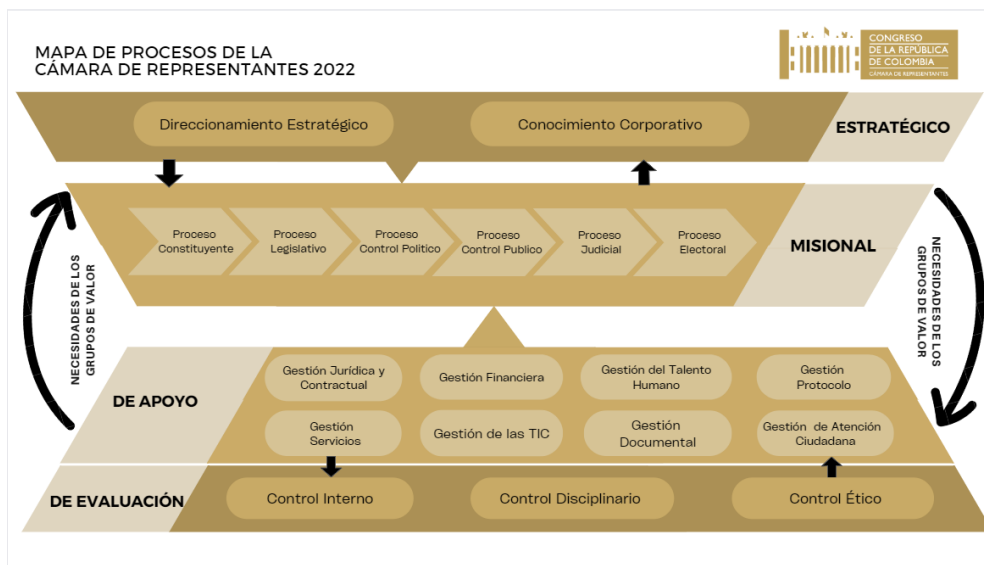 MAPA DE PROCESOS DE LA
CÁMARA DE REPRESENTANTES 2022
CONGRESO
DE LA REPÚBLICA
DE COLOMBIA
CÁMARA DE REPRESENTANTES
Direccionamiento Estratégico
Conocimiento Corporativo
ESTRATÉGICO
Proceso
Constituyente
Proceso
Legislativo
Proceso
Control Politico
Proceso
Control Publico
Proceso
Judicial
Proceso
Electoral
MISIONAL
NECESIDADES DE LOS
GRUPOS DE VALOR
NECESIDADES DE LOS
GRUPOS DE VALOR
DE APOYO
Gestión Jurídica y
Contractual
Gestión Financiera
Gestión del Talento
Humano
Gestión
Protocolo
Gestión
Servicios
Gestión de las TIC
Gestión
Documental
Gestión de Atención
Ciudadana
DE EVALUACIÓN
Control Interno
Control Disciplinario
Control Ético